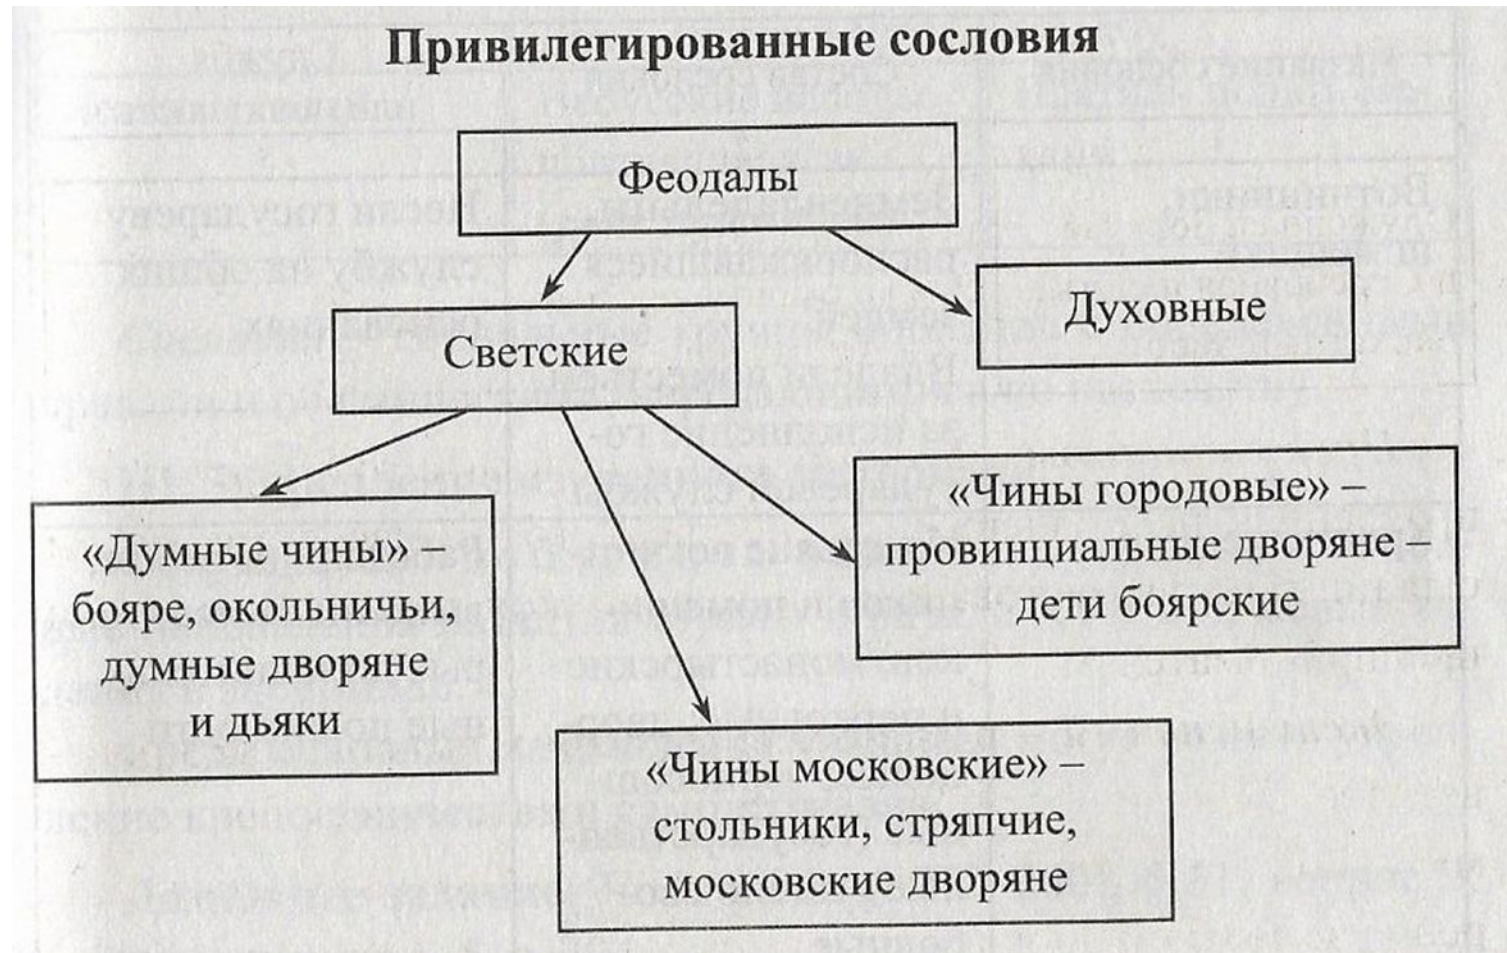 Привилегированные сословия
Феодалы
Светские
Духовные
«Думные чины» –
бояре, окольничьи,
думные дворяне
и дьяки
«Чины городовые» –
провинциальные дворяне –
дети боярские
«Чины московские» –
стольники, стряпчие,
московские дворяне